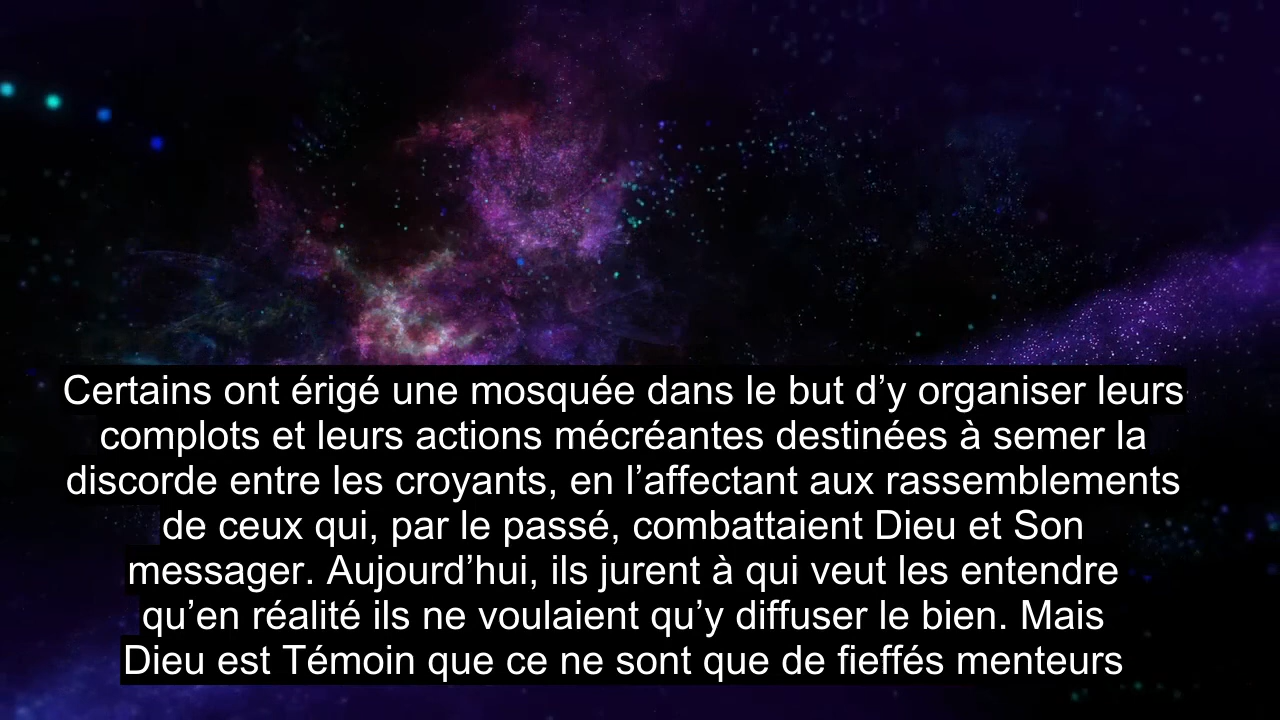 Certains ont érigé une mosquée dans le but d’y organiser leurs
complots et leurs actions mécréantes destinées à semer la
discorde entre les croyants, en l’affectant aux rassemblements
de ceux qui, par le passé, combattaient Dieu et Son
messager. Aujourd’hui, ils jurent à qui veut les entendre
qu’en réalité ils ne voulaient qu’y diffuser le bien. Mais
Dieu est Témoin que ce ne sont que de fieffés menteurs